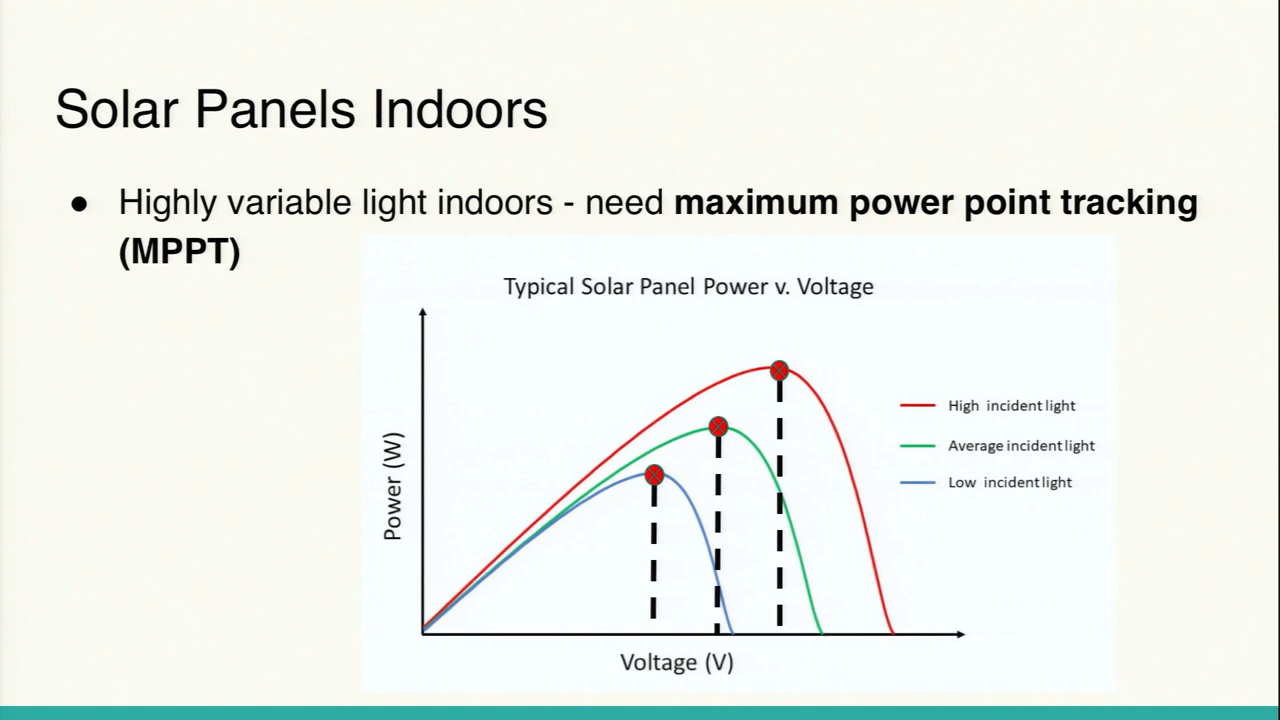 Solar Panels Indoors
● Highly variable light indoors - need maximum power point tracking
(MPPT)
Typical Solar Panel Power v. Voltage
High incident light
Average incident light
Low incident light
Power (W)
Voltage (V)